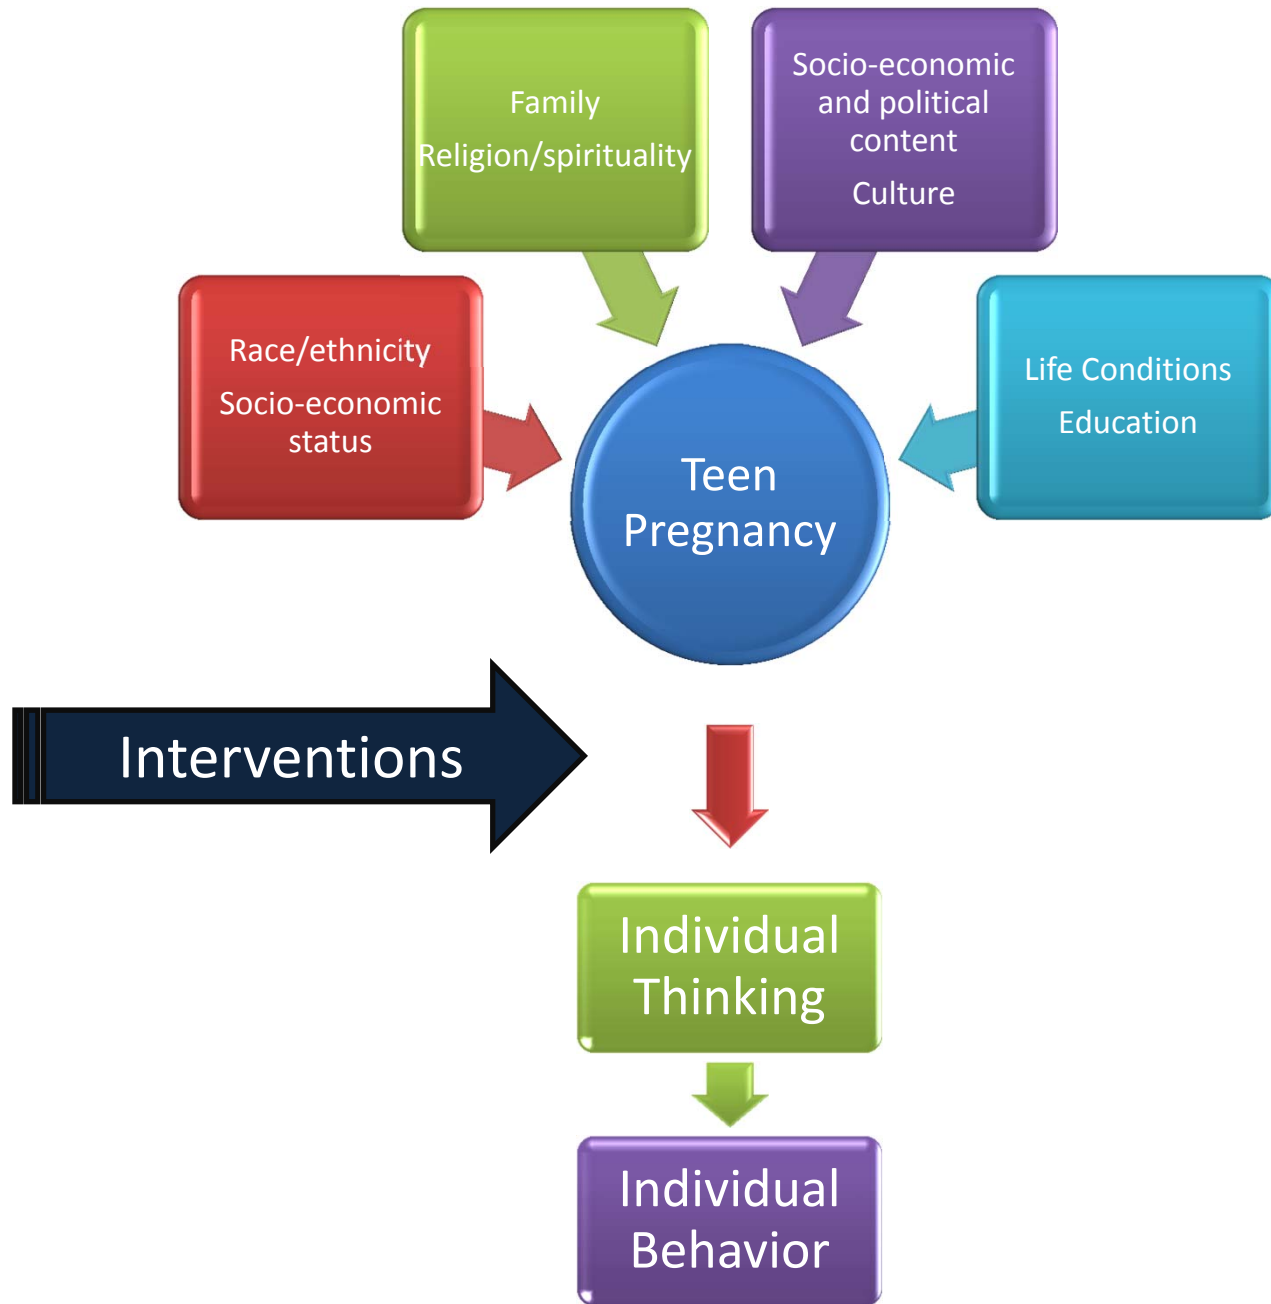 Family
Religion/spirituality
Socio-economic
and political
content
Culture
Race/ethnicity
Socio-economic
status
Life Conditions
Education
Teen
Pregnancy
Interventions
Individual
Thinking
Individual
Behavior